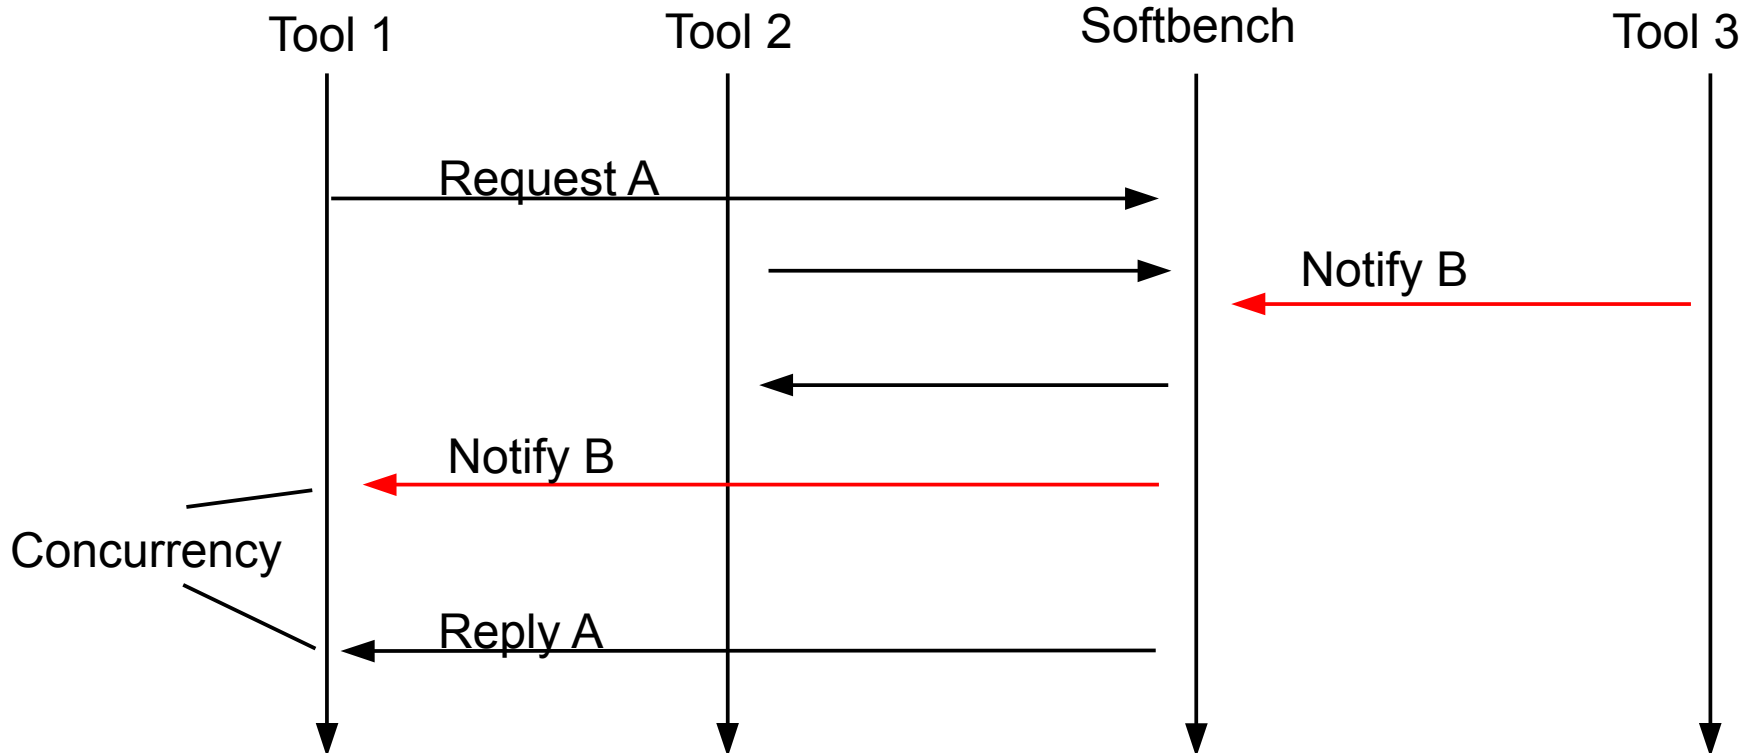 Tool 1
Tool 2
Softbench
Tool 3
Request A
Notify B
Notify B
Concurrency
Reply A